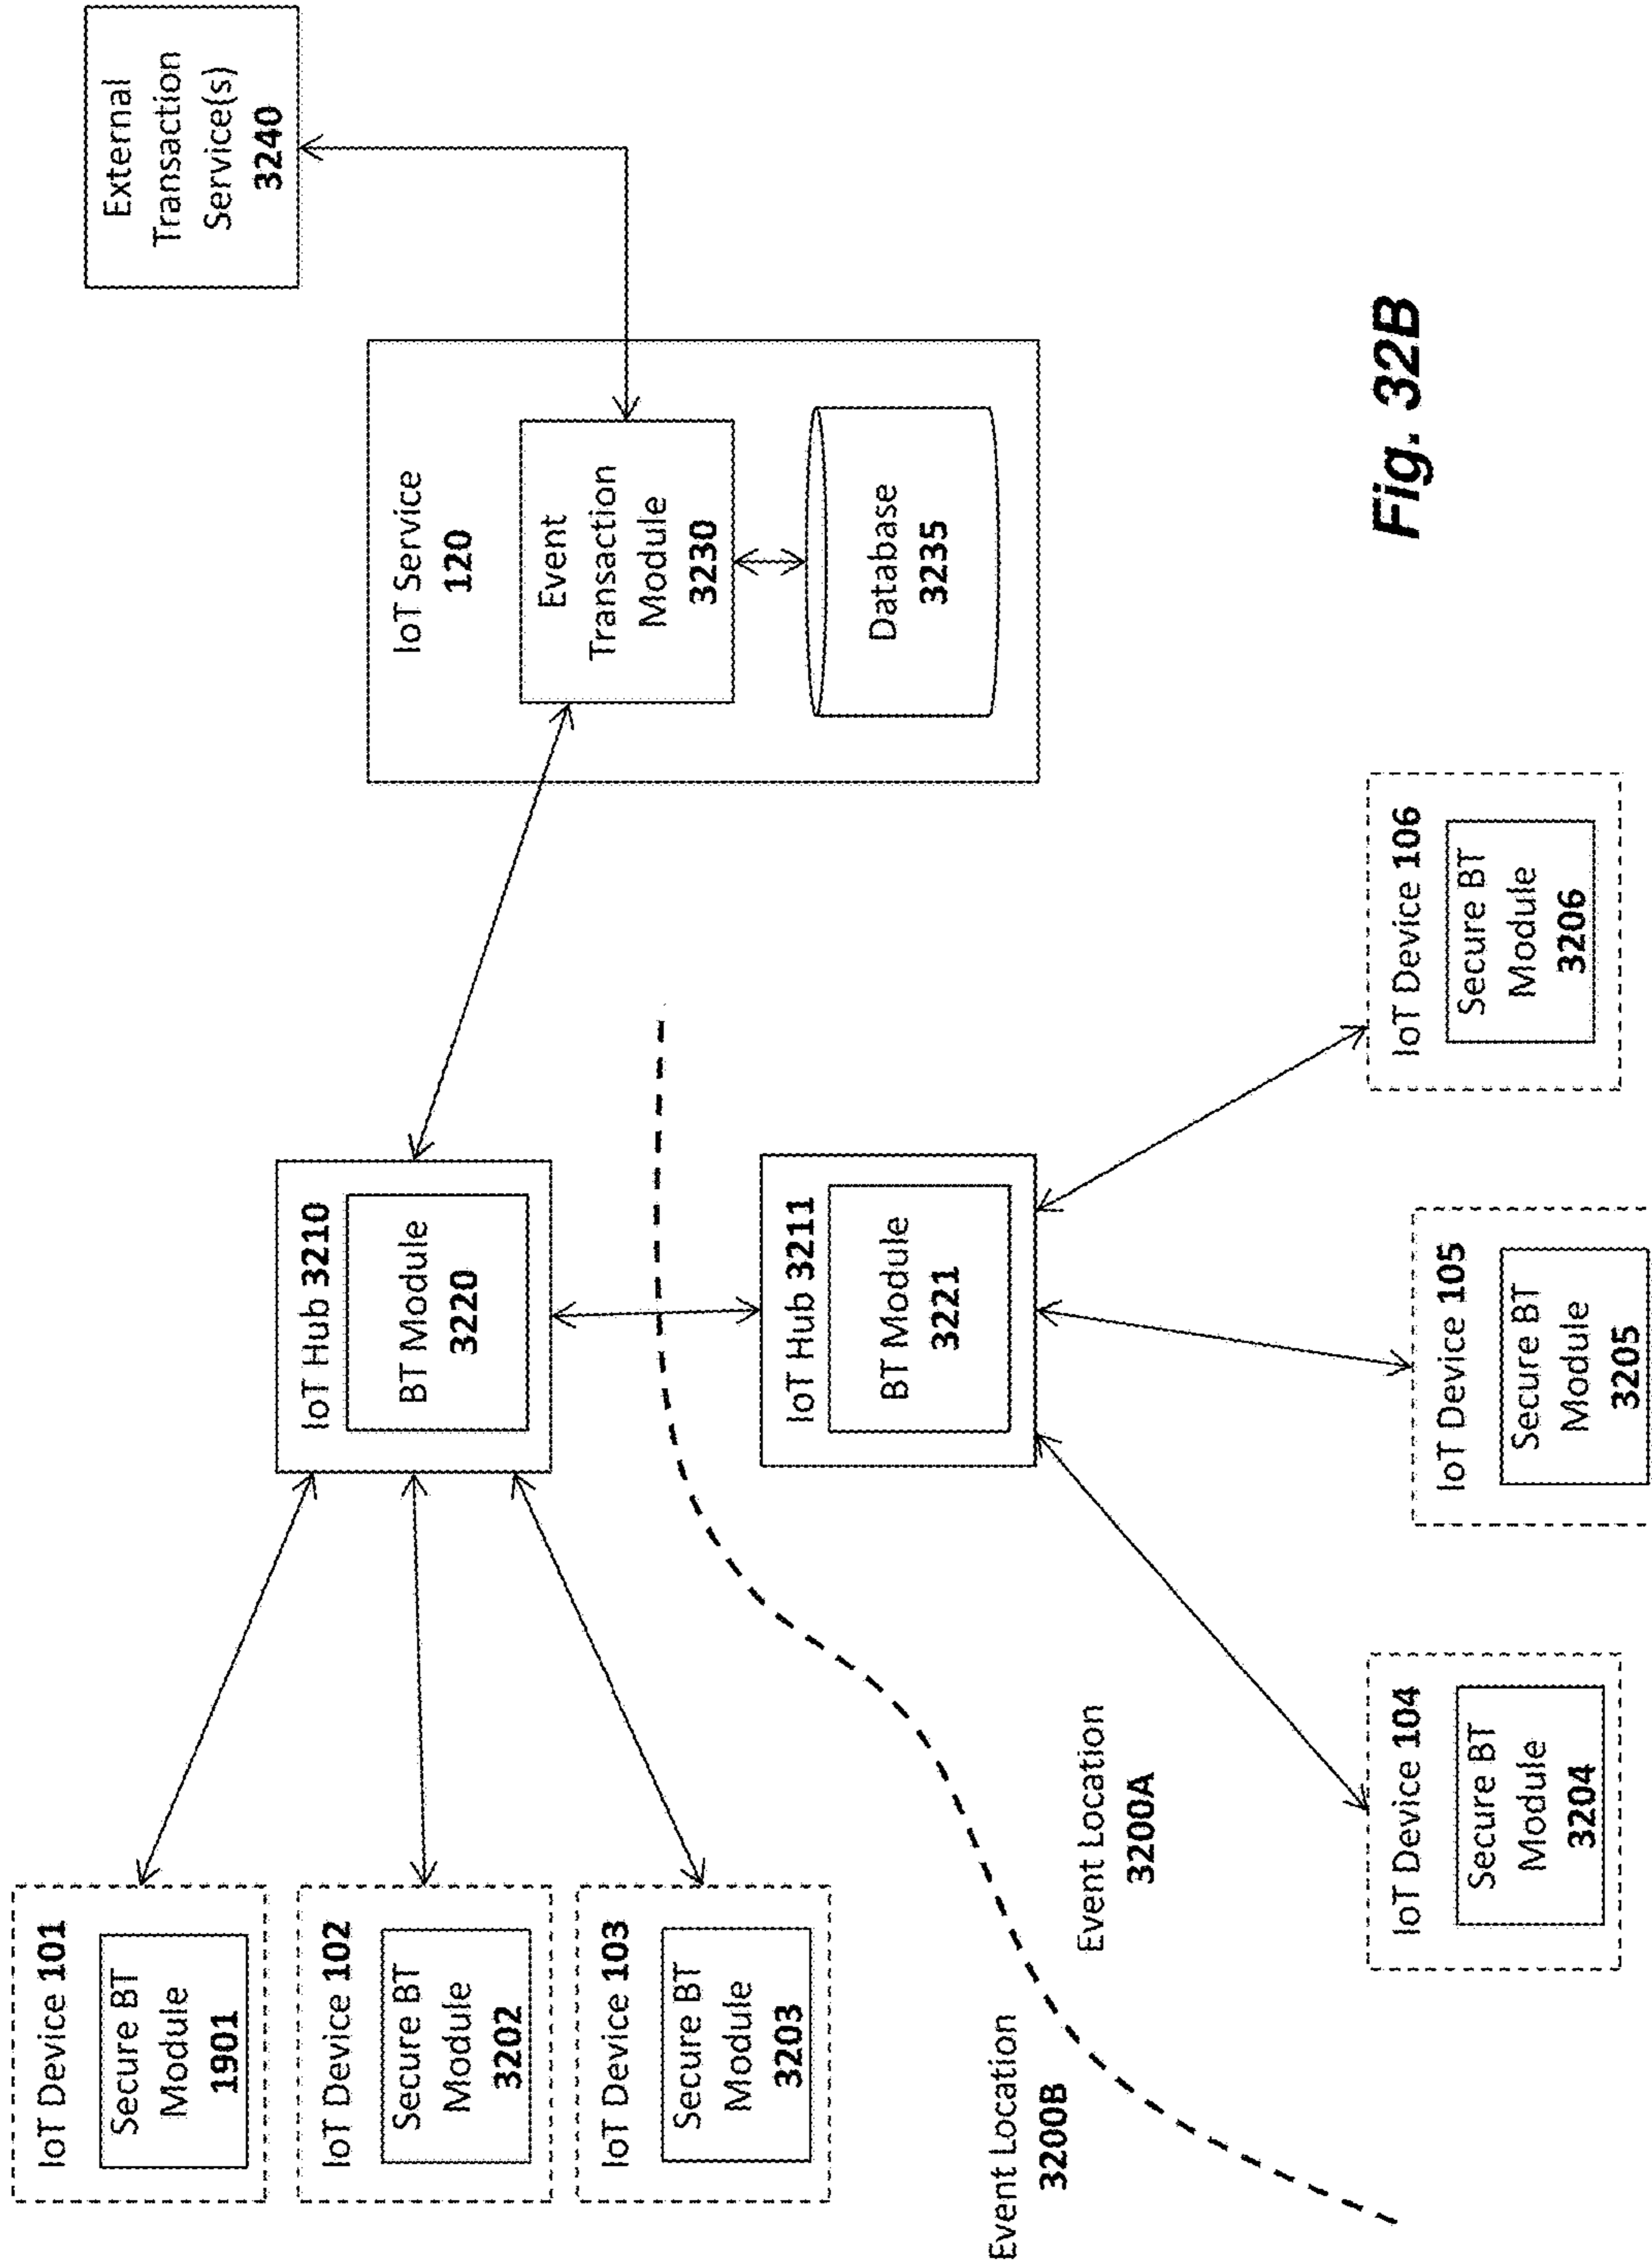 IoT Device 101
Secure BT
Module
1901
IoT Device 102
Secure BT
Module
3202
IoT Device 103
Secure BT
Module
3203
Event Location
3200B
Event Location
3200A
IoT Hub 3210
BT Module
3220
IoT Hub 3211
BT Module
3221
IoT Device 104
Secure BT
Module
3204
IoT Device 105
Secure BT
Module
3205
IoT Device 106
Secure BT
Module
3206
IoT Service
120
Event
Transaction
Module
3230
Database
3235
External
Transaction
Service(s)
3240
Fig. 32B